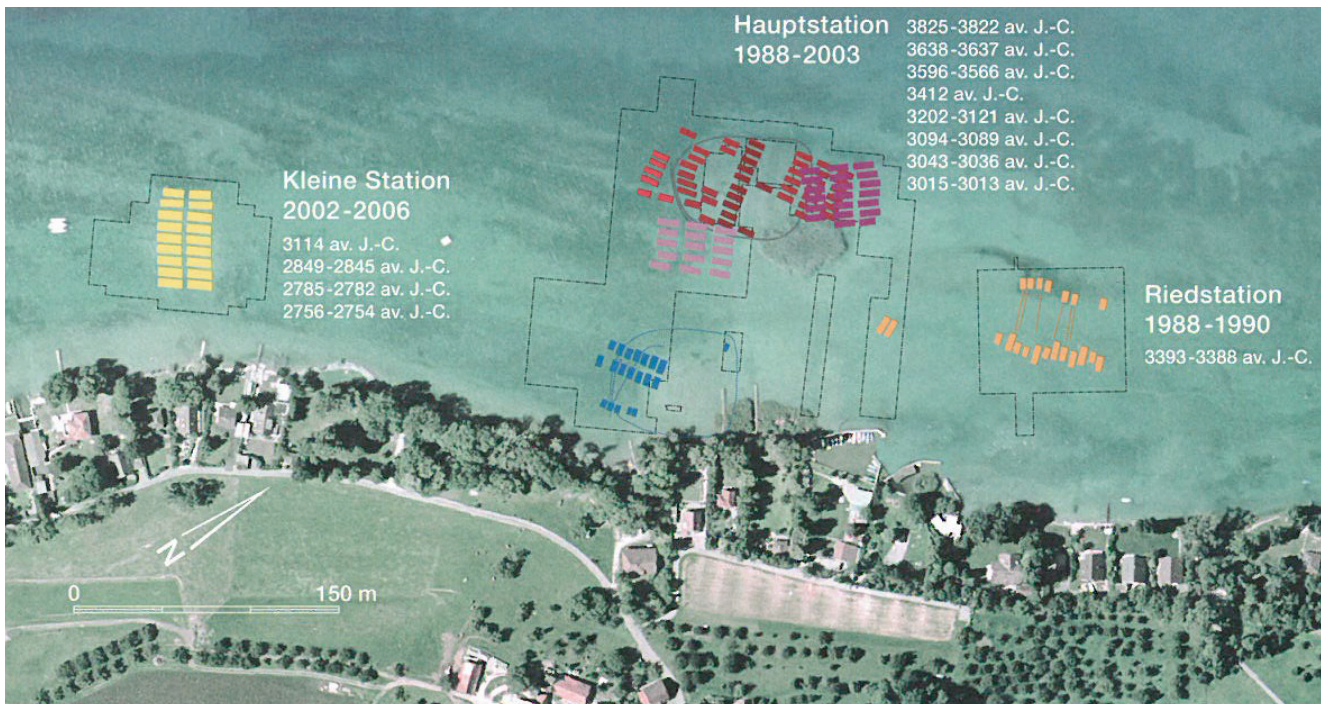 Hauptstation
1988-2003
3825-3822 av. J.-C.
3638-3637 av. J.-C.
3596-3566 av. J.-C.
3412 av. J.-C.
3202-3121 av. J.-C.
3094-3089 av. J.-C.
3043-3036 av. J.-C.
3015-3013 av. J.-C.
Kleine Station
2002-2006
3114 av. J.-C.
2849-2845 av. J.-C.
2785-2782 av. J.-C.
2756-2754 av. J.-C.
Riedstation
1988-1990
3393-3388 av. J.-C.
N
0 150 m